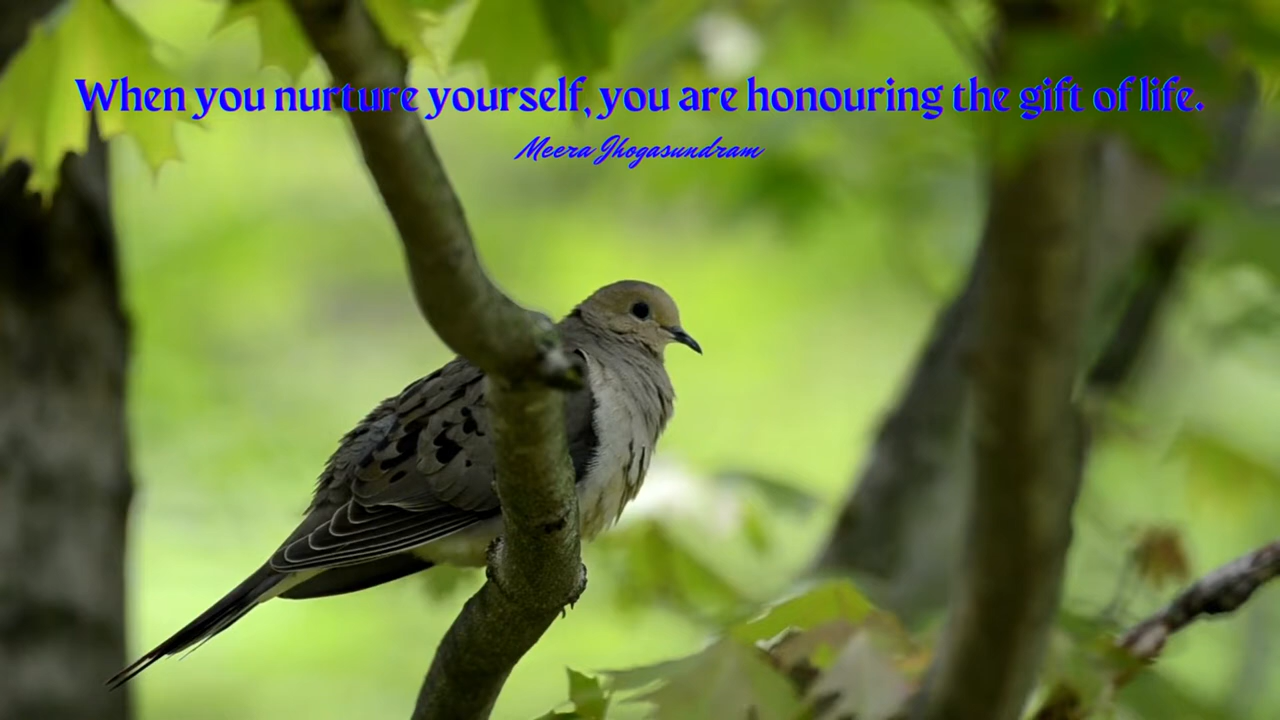 When you nurture yourself, you are honouring the gift of life.
Meera Jhogasundram